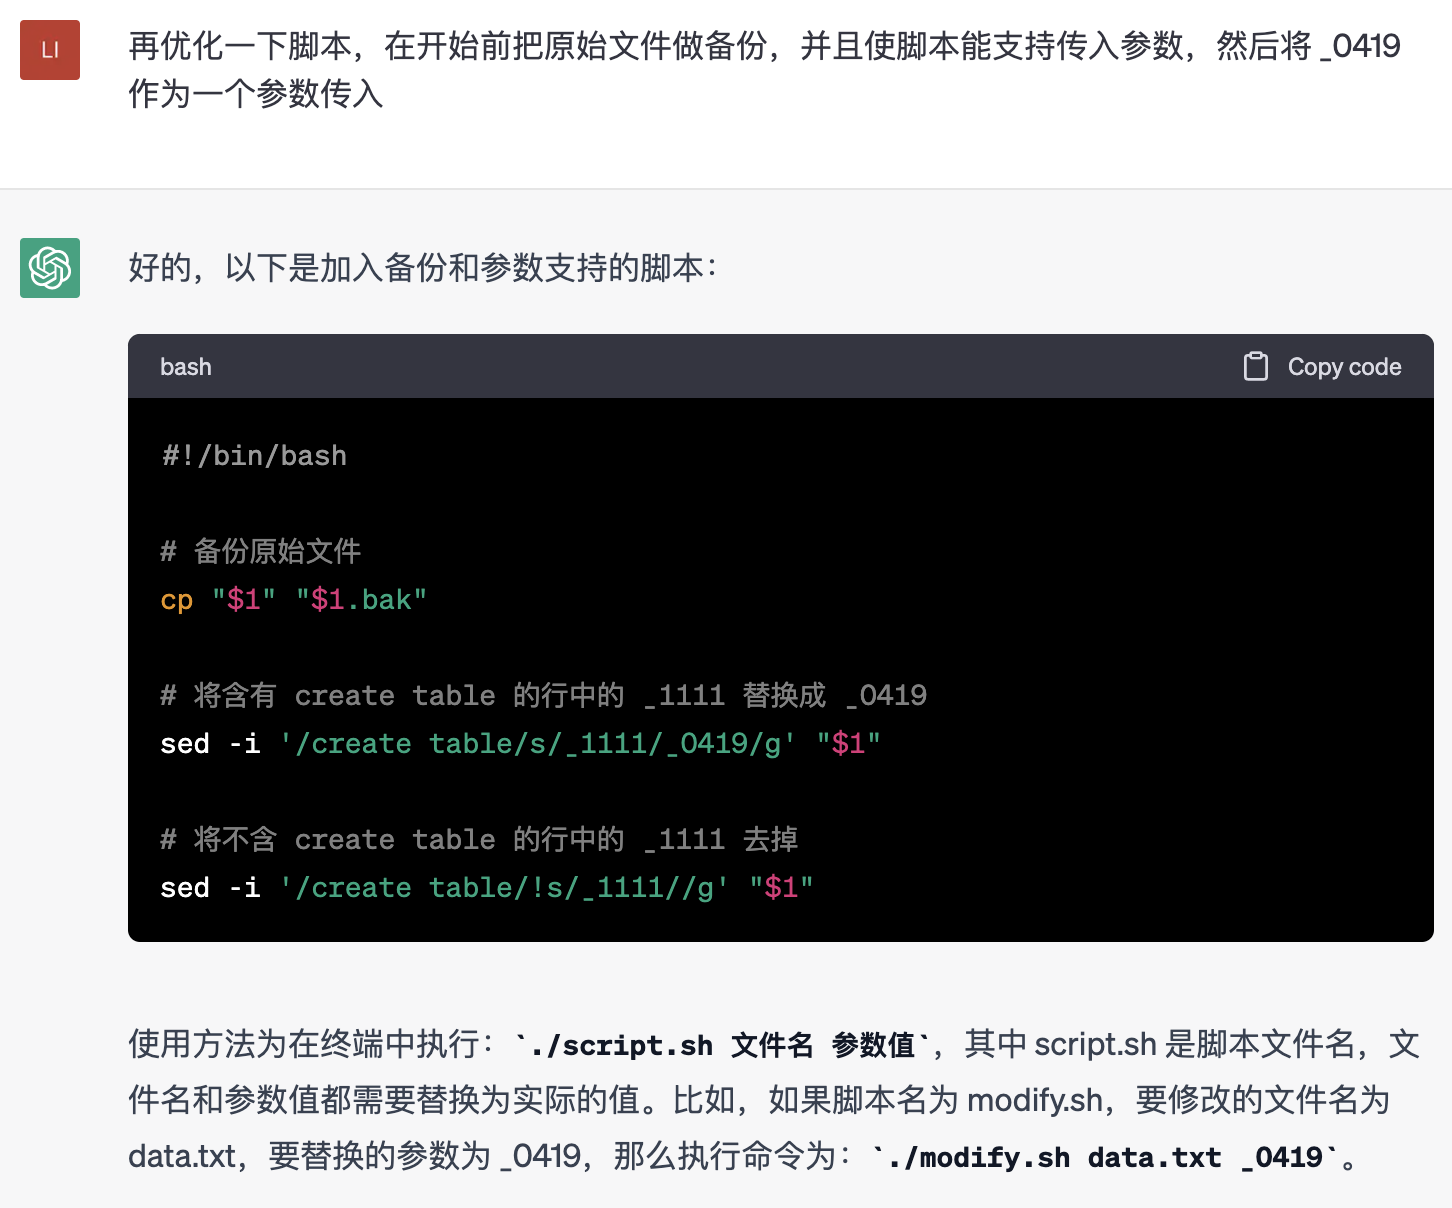 LI
再优化一下脚本，在开始前把原始文件做备份，并且使脚本能支持传入参数，然后将 _0419
作为一个参数传入
好的，以下是加入备份和参数支持的脚本：
bash
Copy code
#!/bin/bash
# 备份原始文件
cp "$1" "$1.bak"
# 将含有 create table 的行中的 _1111 替换成 _0419
sed -i '/create table/s/_1111/_0419/g' "$1"
# 将不含 create table 的行中的 _1111 去掉
sed -i '/create table/!s/_1111//g' "$1"
使用方法为在终端中执行：`./script.sh 文件名 参数值`，其中 script.sh 是脚本文件名，文
件名和参数值都需要替换为实际的值。比如，如果脚本名为 modify.sh，要修改的文件名为
data.txt，要替换的参数为 _0419，那么执行命令为：`./modify.sh data.txt _0419`。